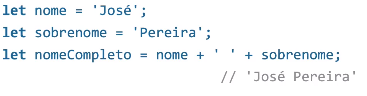 let nome = 'José';
let sobrenome = 'Pereira';
let nomeCompleto = nome + ' ' + sobrenome;
// 'José Pereira'